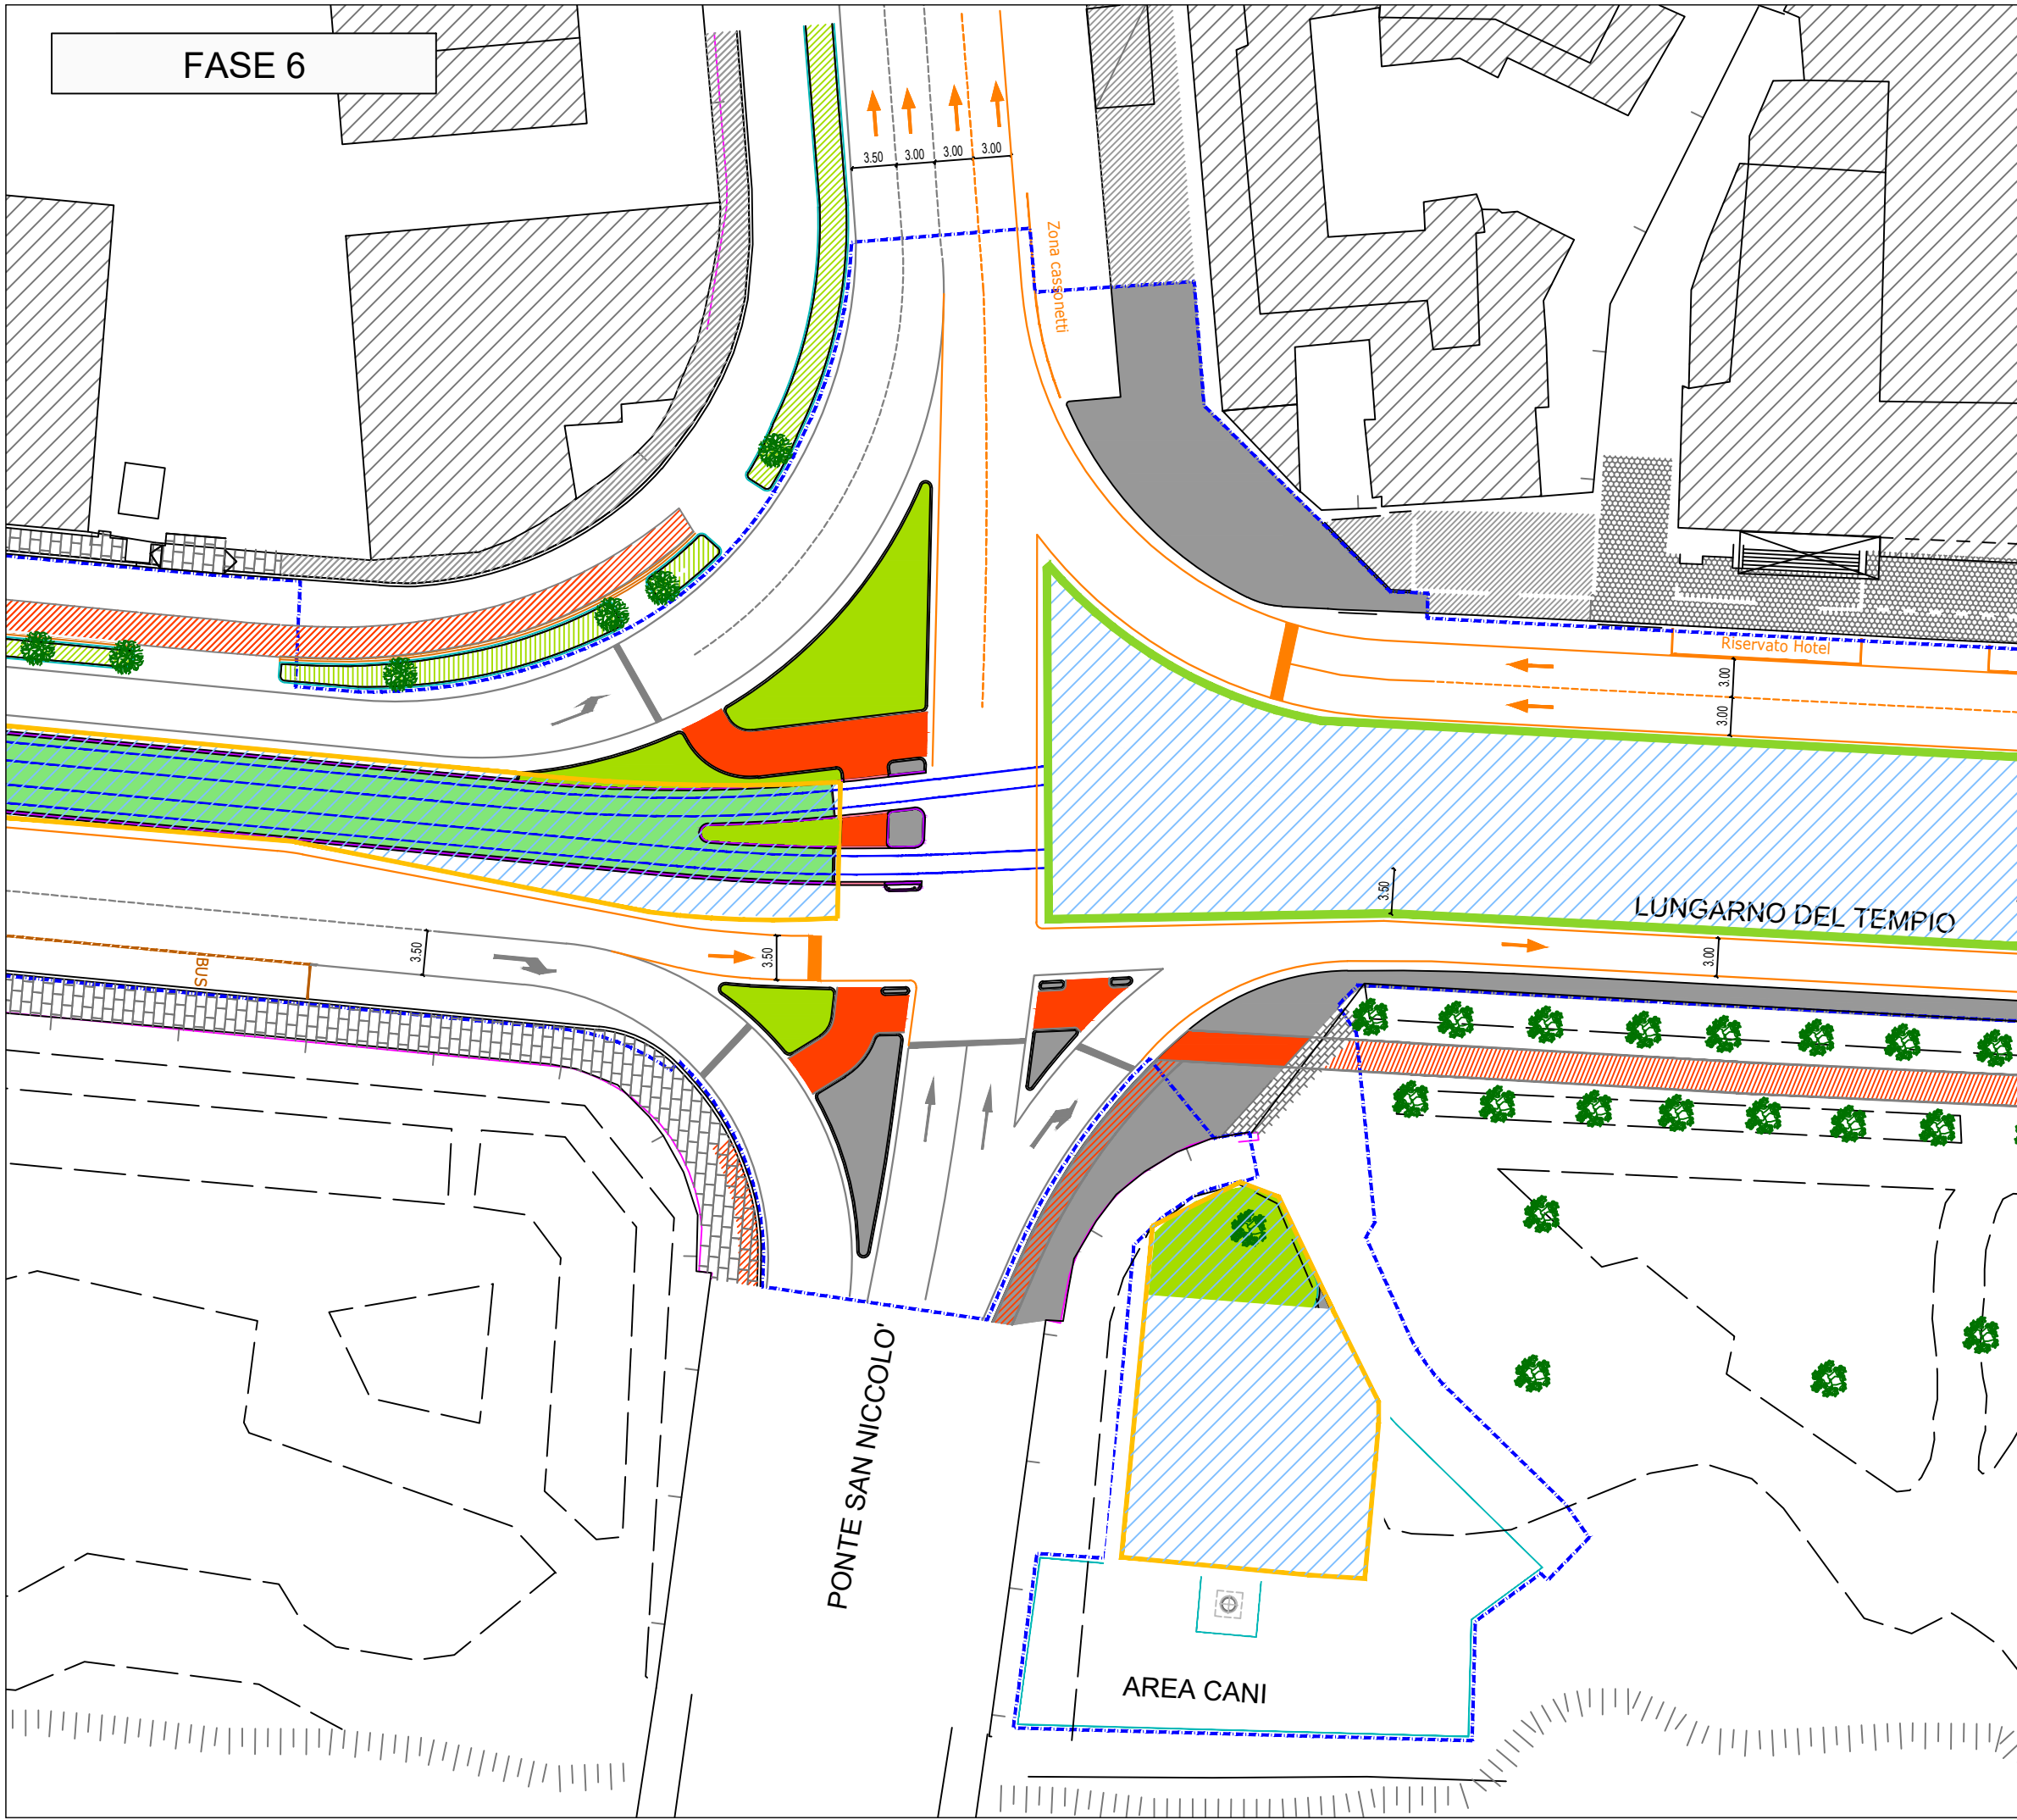 FASE 6
3.50
3.00
3.00
3.00
Zona cassonetti
Riservato Hotel
3.00
3.00
3.50
LUNGARNO DEL TEMPIO
3.50
3.50
3.00
BUS
PONTE SAN NICCOLO'
AREA CANI